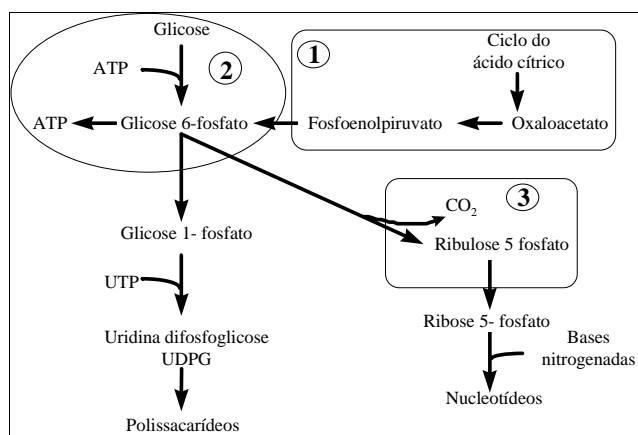 Glicose
ATP
2
1
Ciclo do
ácido cítrico
ATP
Glicose 6-fosfato
Fosfoenolpiruvato
Oxaloacetato
3
CO2
Ribulose 5 fosfato
Glicose 1- fosfato
UTP
Ribose 5- fosfato
Uridina difosfoglicose
UDPG
Bases
nitrogenadas
Nucleotídeos
Polissacarídeos